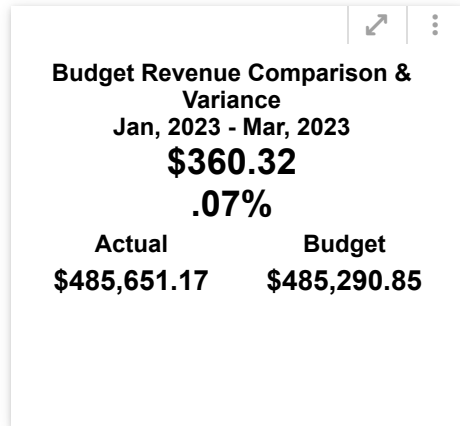 Budget Revenue Comparison &
Variance
Jan, 2023 - Mar, 2023
$360.32
.07%
Actual Budget
$485,651.17 $485,290.85